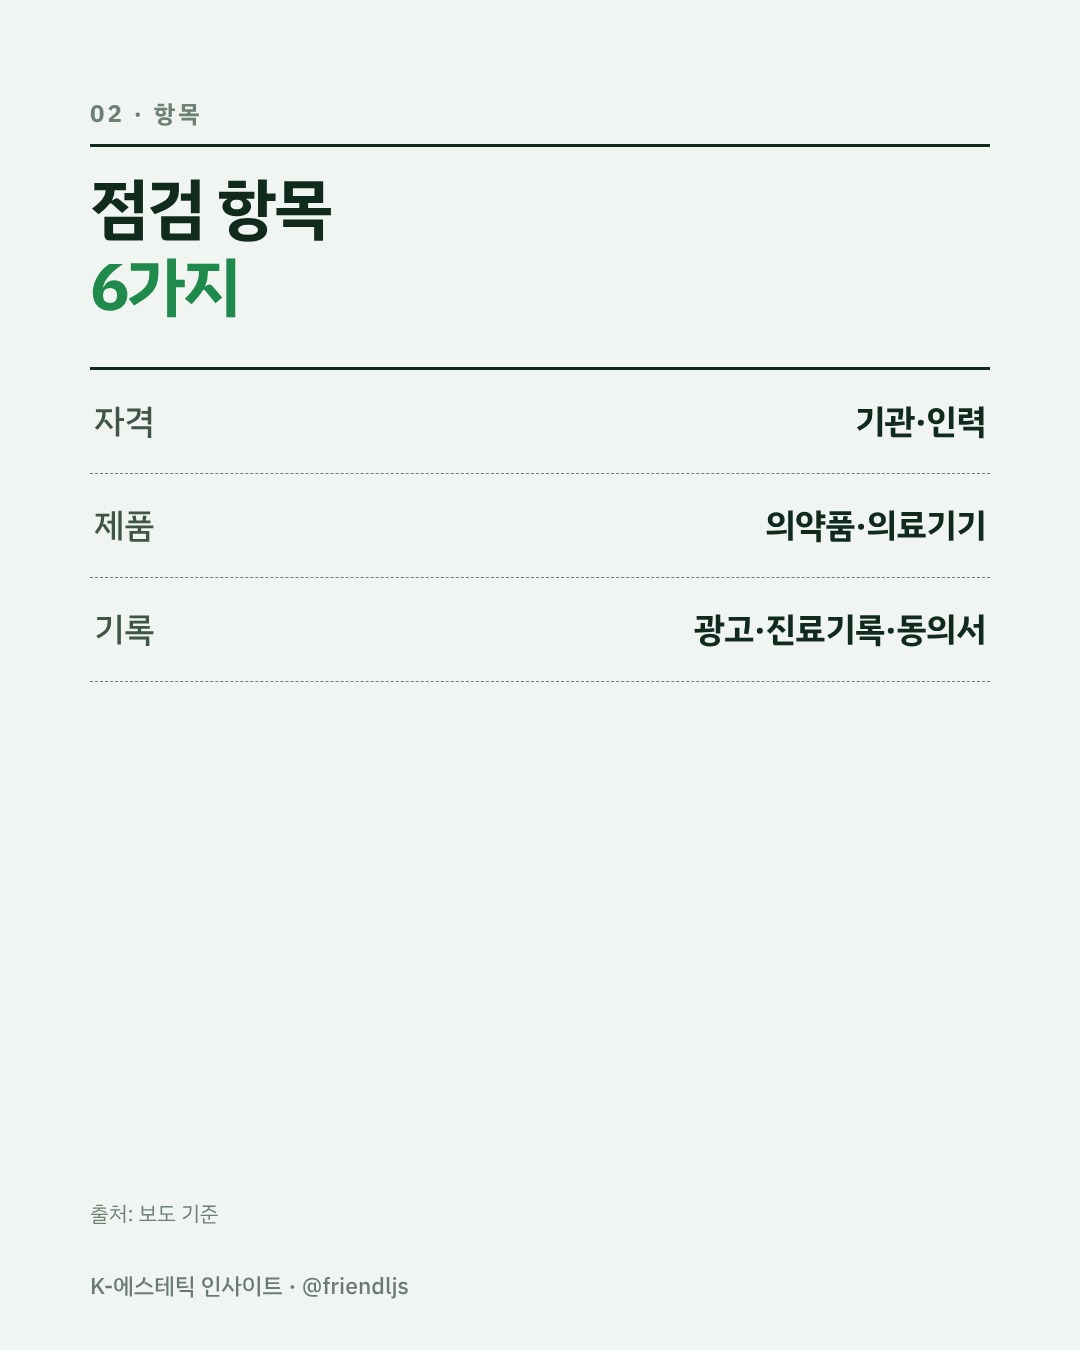 02 · 항목
점검 항목
6가지
자격 기관·인력
제품 의약품·의료기기
기록 광고·진료기록·동의서
출처: 보도 기준
K-에스테틱 인사이트 · @friendljs